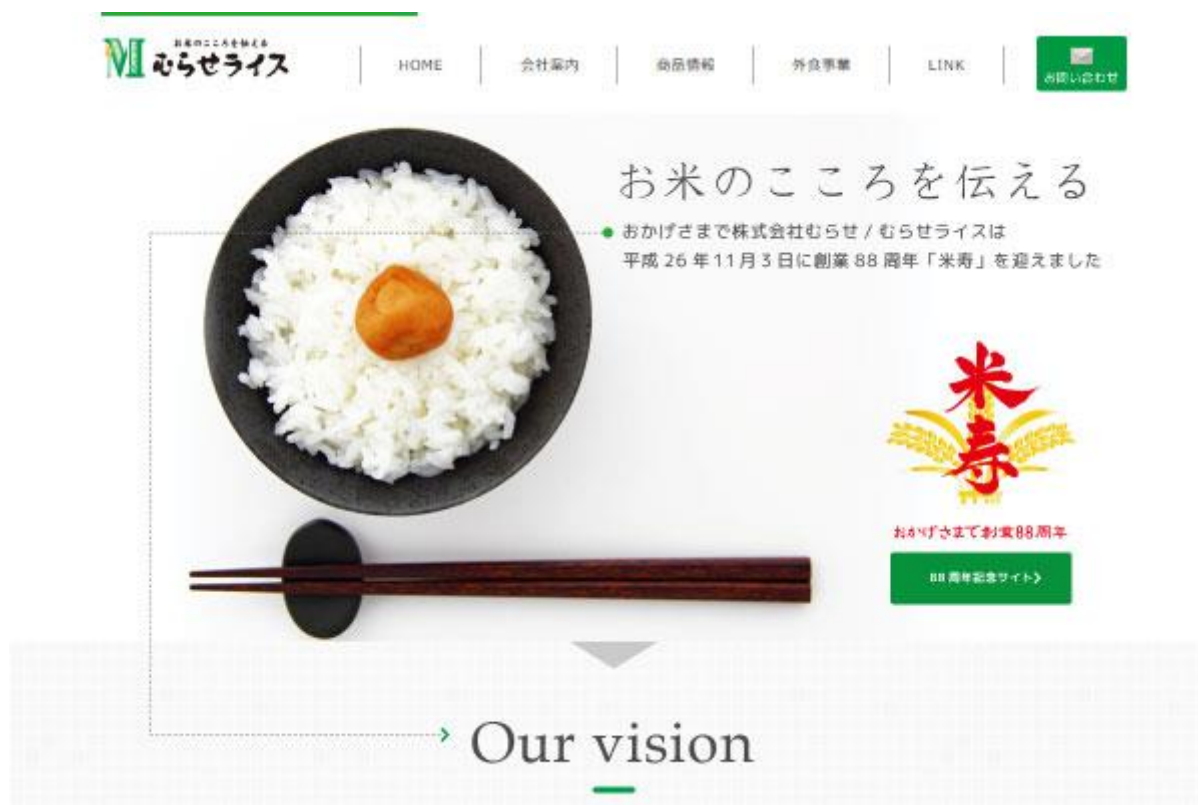 お米のこころを伝える
むらせライス
HOME
会社案内
商品情報
外食事業
LINK
お問い合わせ
お米のこころを伝える
おかげさまで株式会社むらせ / むらせライスは
平成 26 年 11 月 3 日に創業 88 周年「米寿」を迎えました
米寿
おかげさまで創業88周年
88 周年記念サイト
Our vision